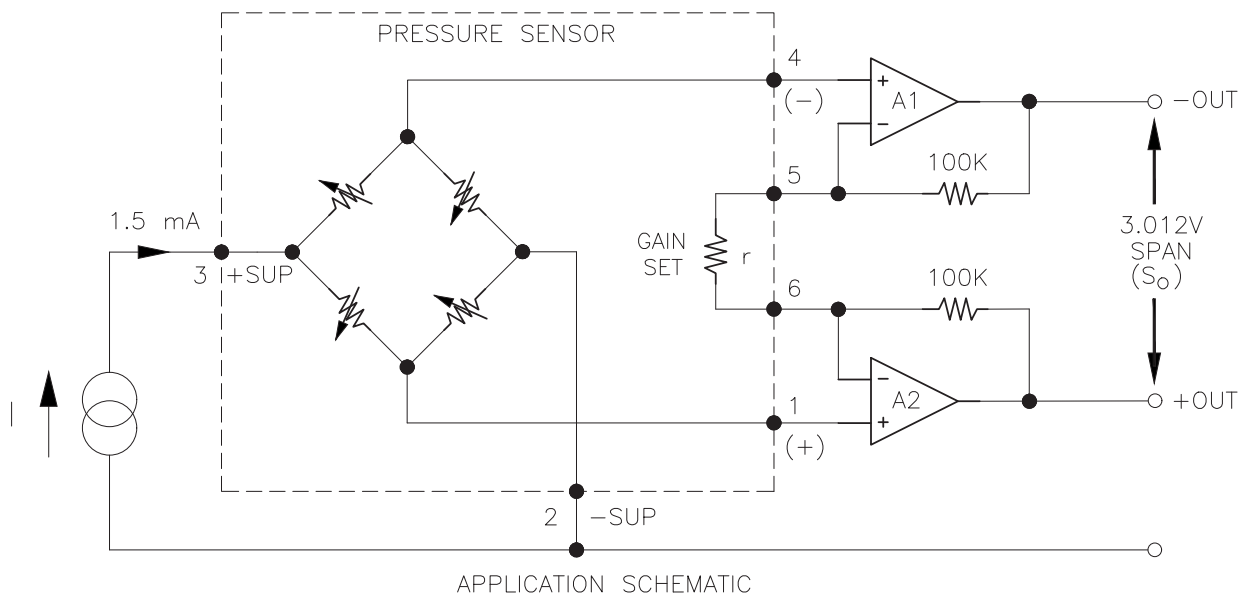 PRESSURE SENSOR
4
(−)
+
A1
−
−OUT
100K
5
1.5 mA
3 +SUP
GAIN
SET
r
3.012V
SPAN
(So)
6
100K
I
−
A2
+
+OUT
1
(+)
2 −SUP
APPLICATION SCHEMATIC